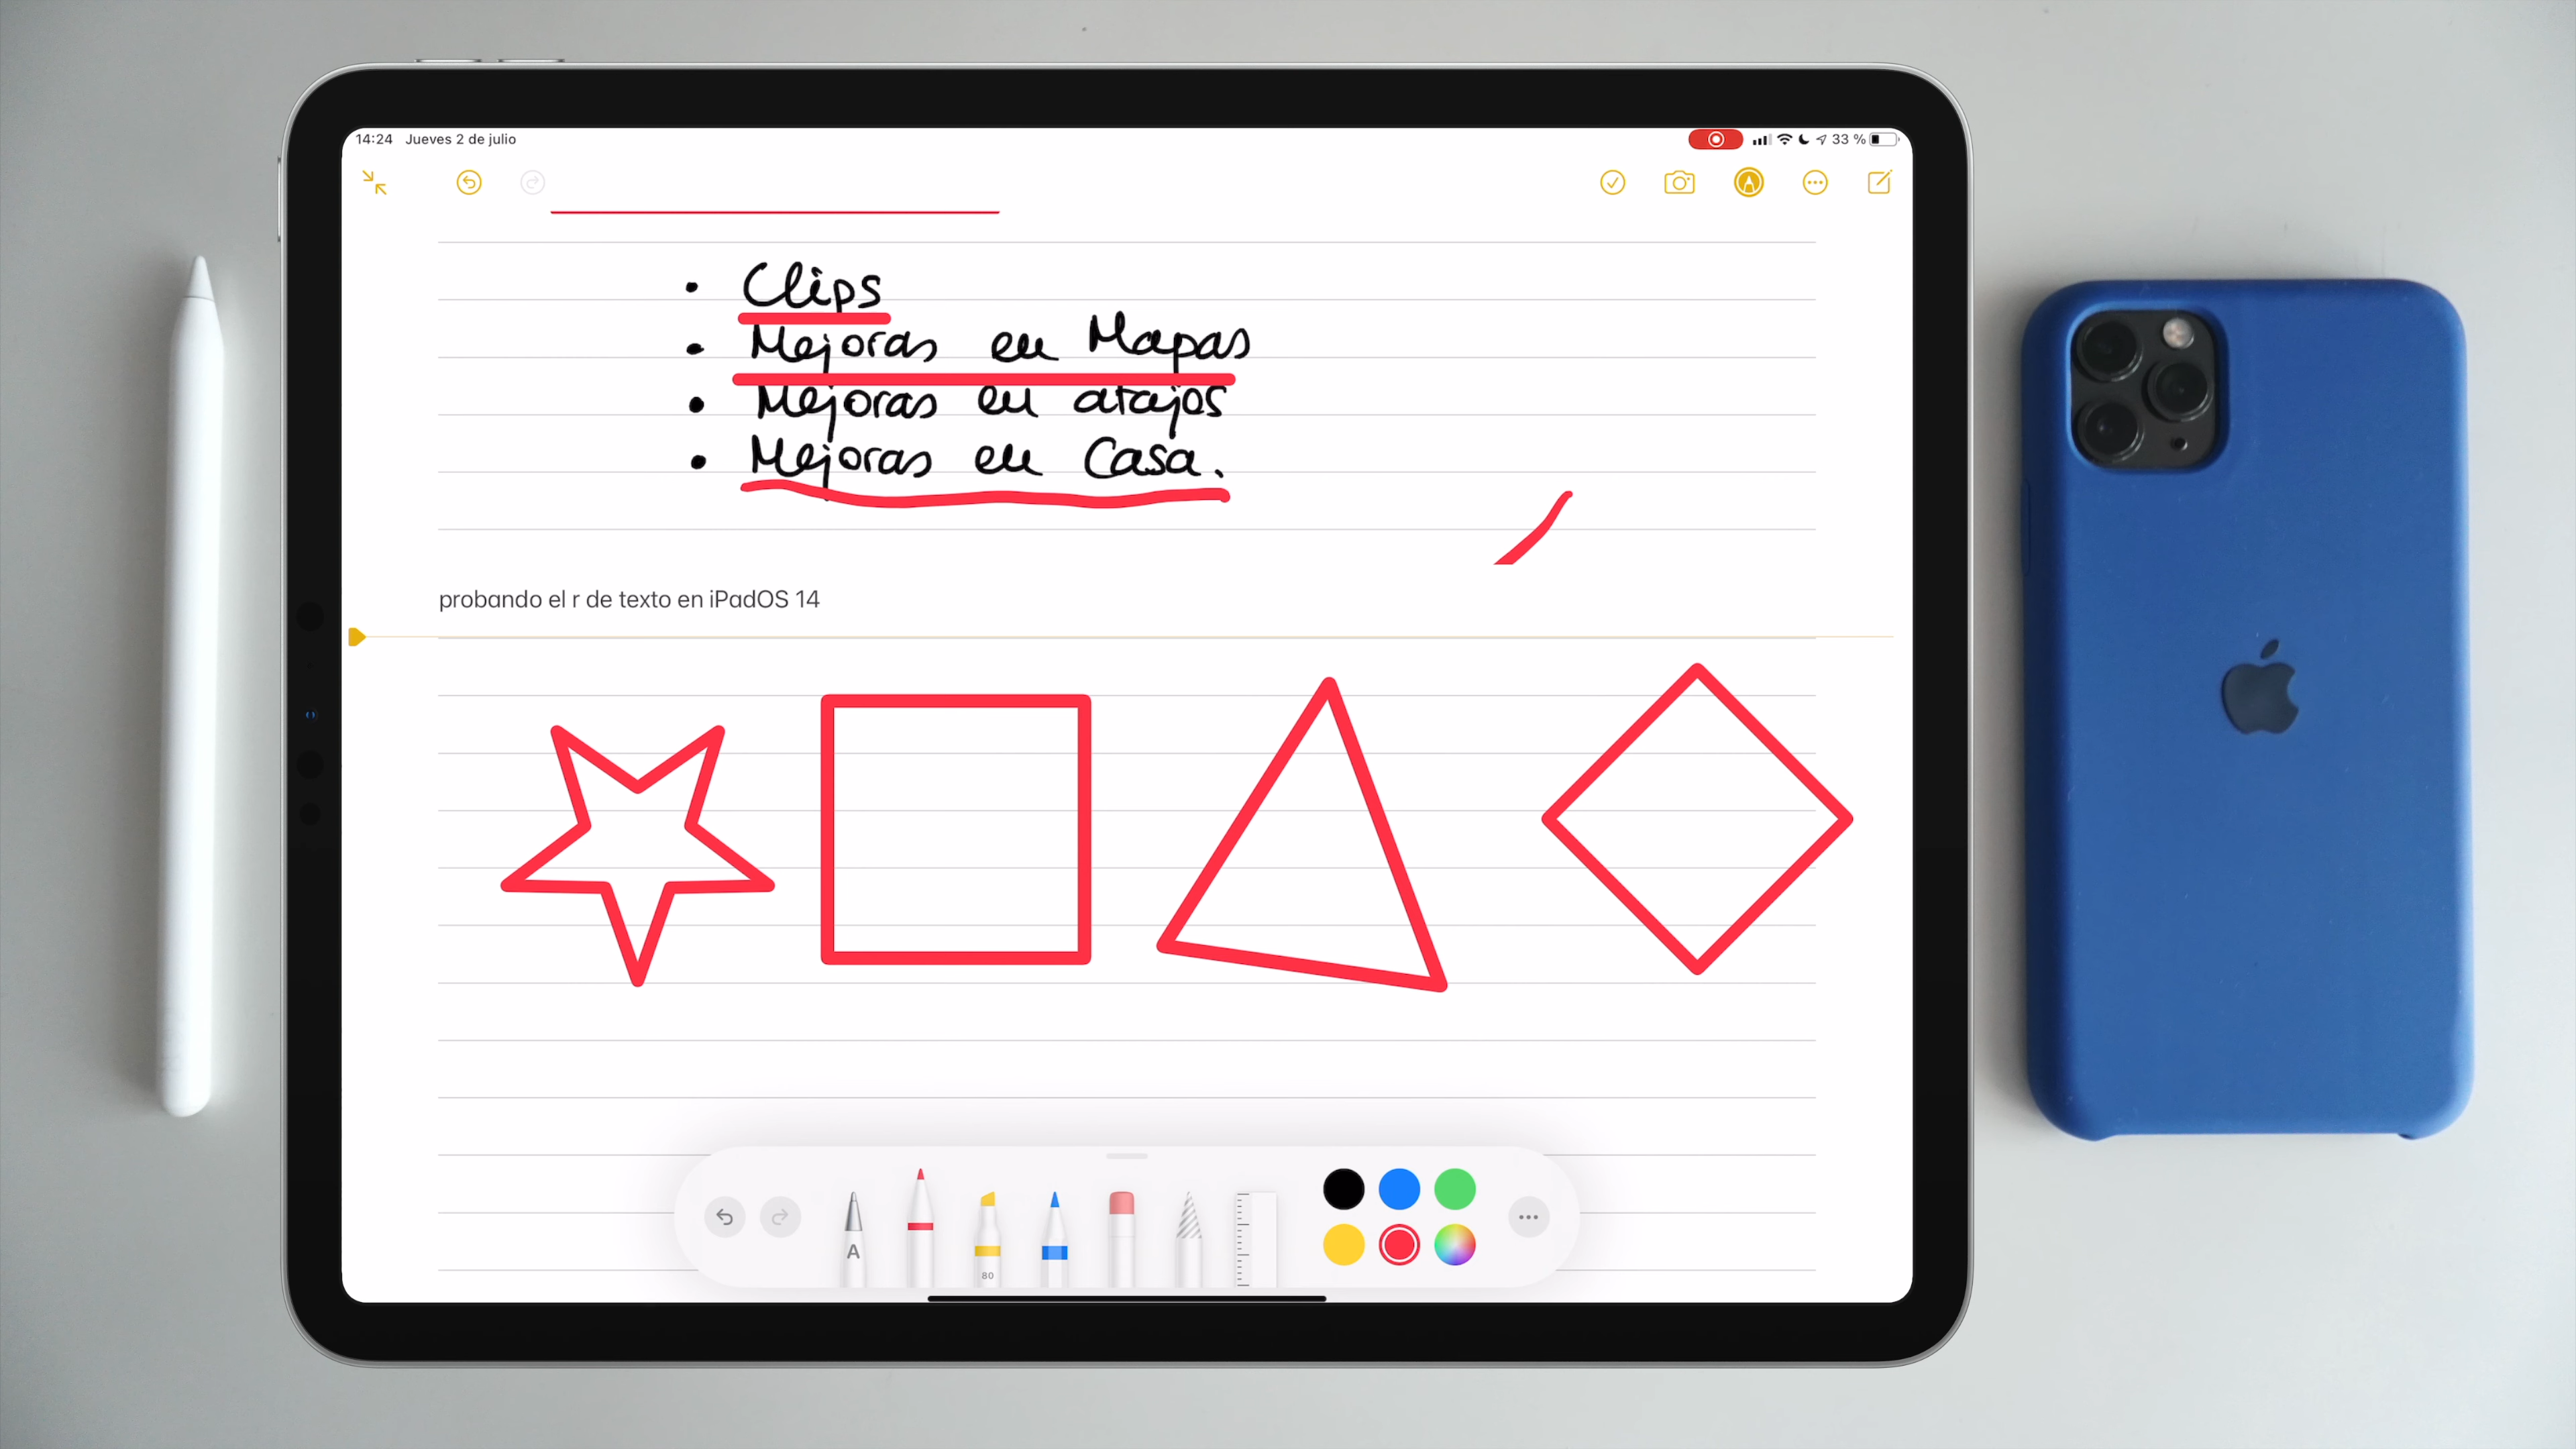 14:24 Jueves 2 de julio 33 %
• Clips
• Mejoras en Mapas
• Mejoras en atajos
• Mejoras en Casa.
probando el r de texto en iPadOS 14
A
80